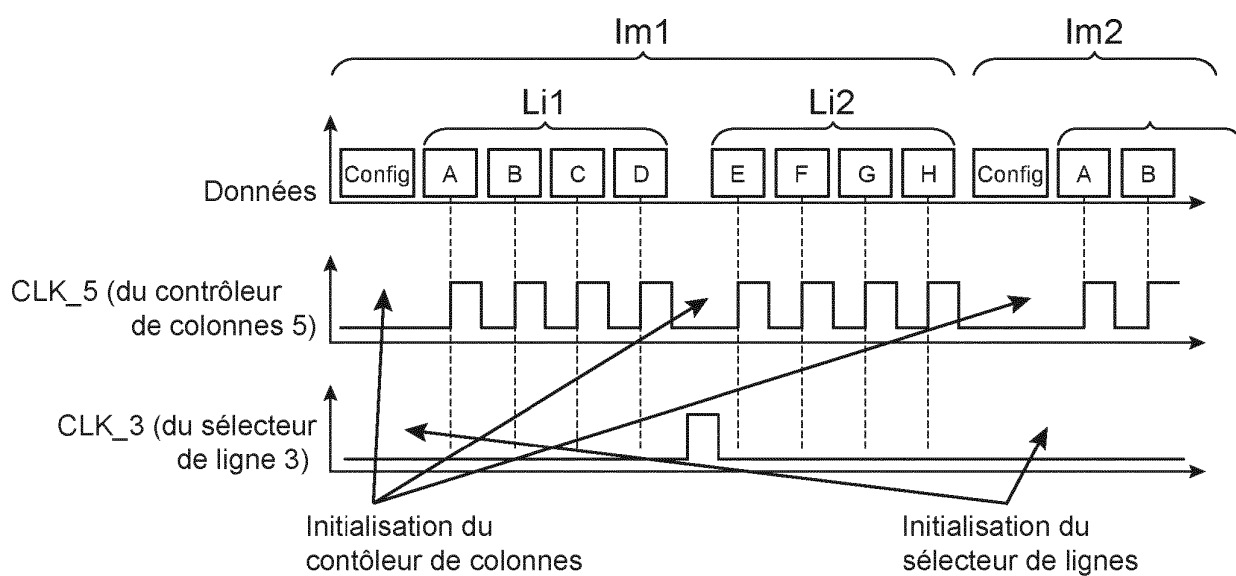 Im1 Im2
Li1 Li2
Config A B C D E F G H Config A B
Données
CLK_5 (du contrôleur
de colonnes 5)
CLK_3 (du sélecteur
de ligne 3)
Initialisation du
contôleur de colonnes
Initialisation du
sélecteur de lignes